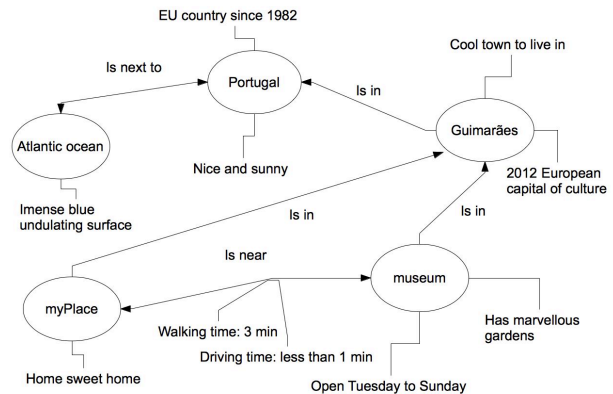 EU country since 1982
Cool town to live in
Is next to
Portugal
Is in
Guimarães
Atlantic ocean
Nice and sunny
2012 European
capital of culture
Imense blue
undulating surface
Is in
Is in
Is near
museum
myPlace
Has marvellous
gardens
Walking time: 3 min
Driving time: less than 1 min
Home sweet home
Open Tuesday to Sunday